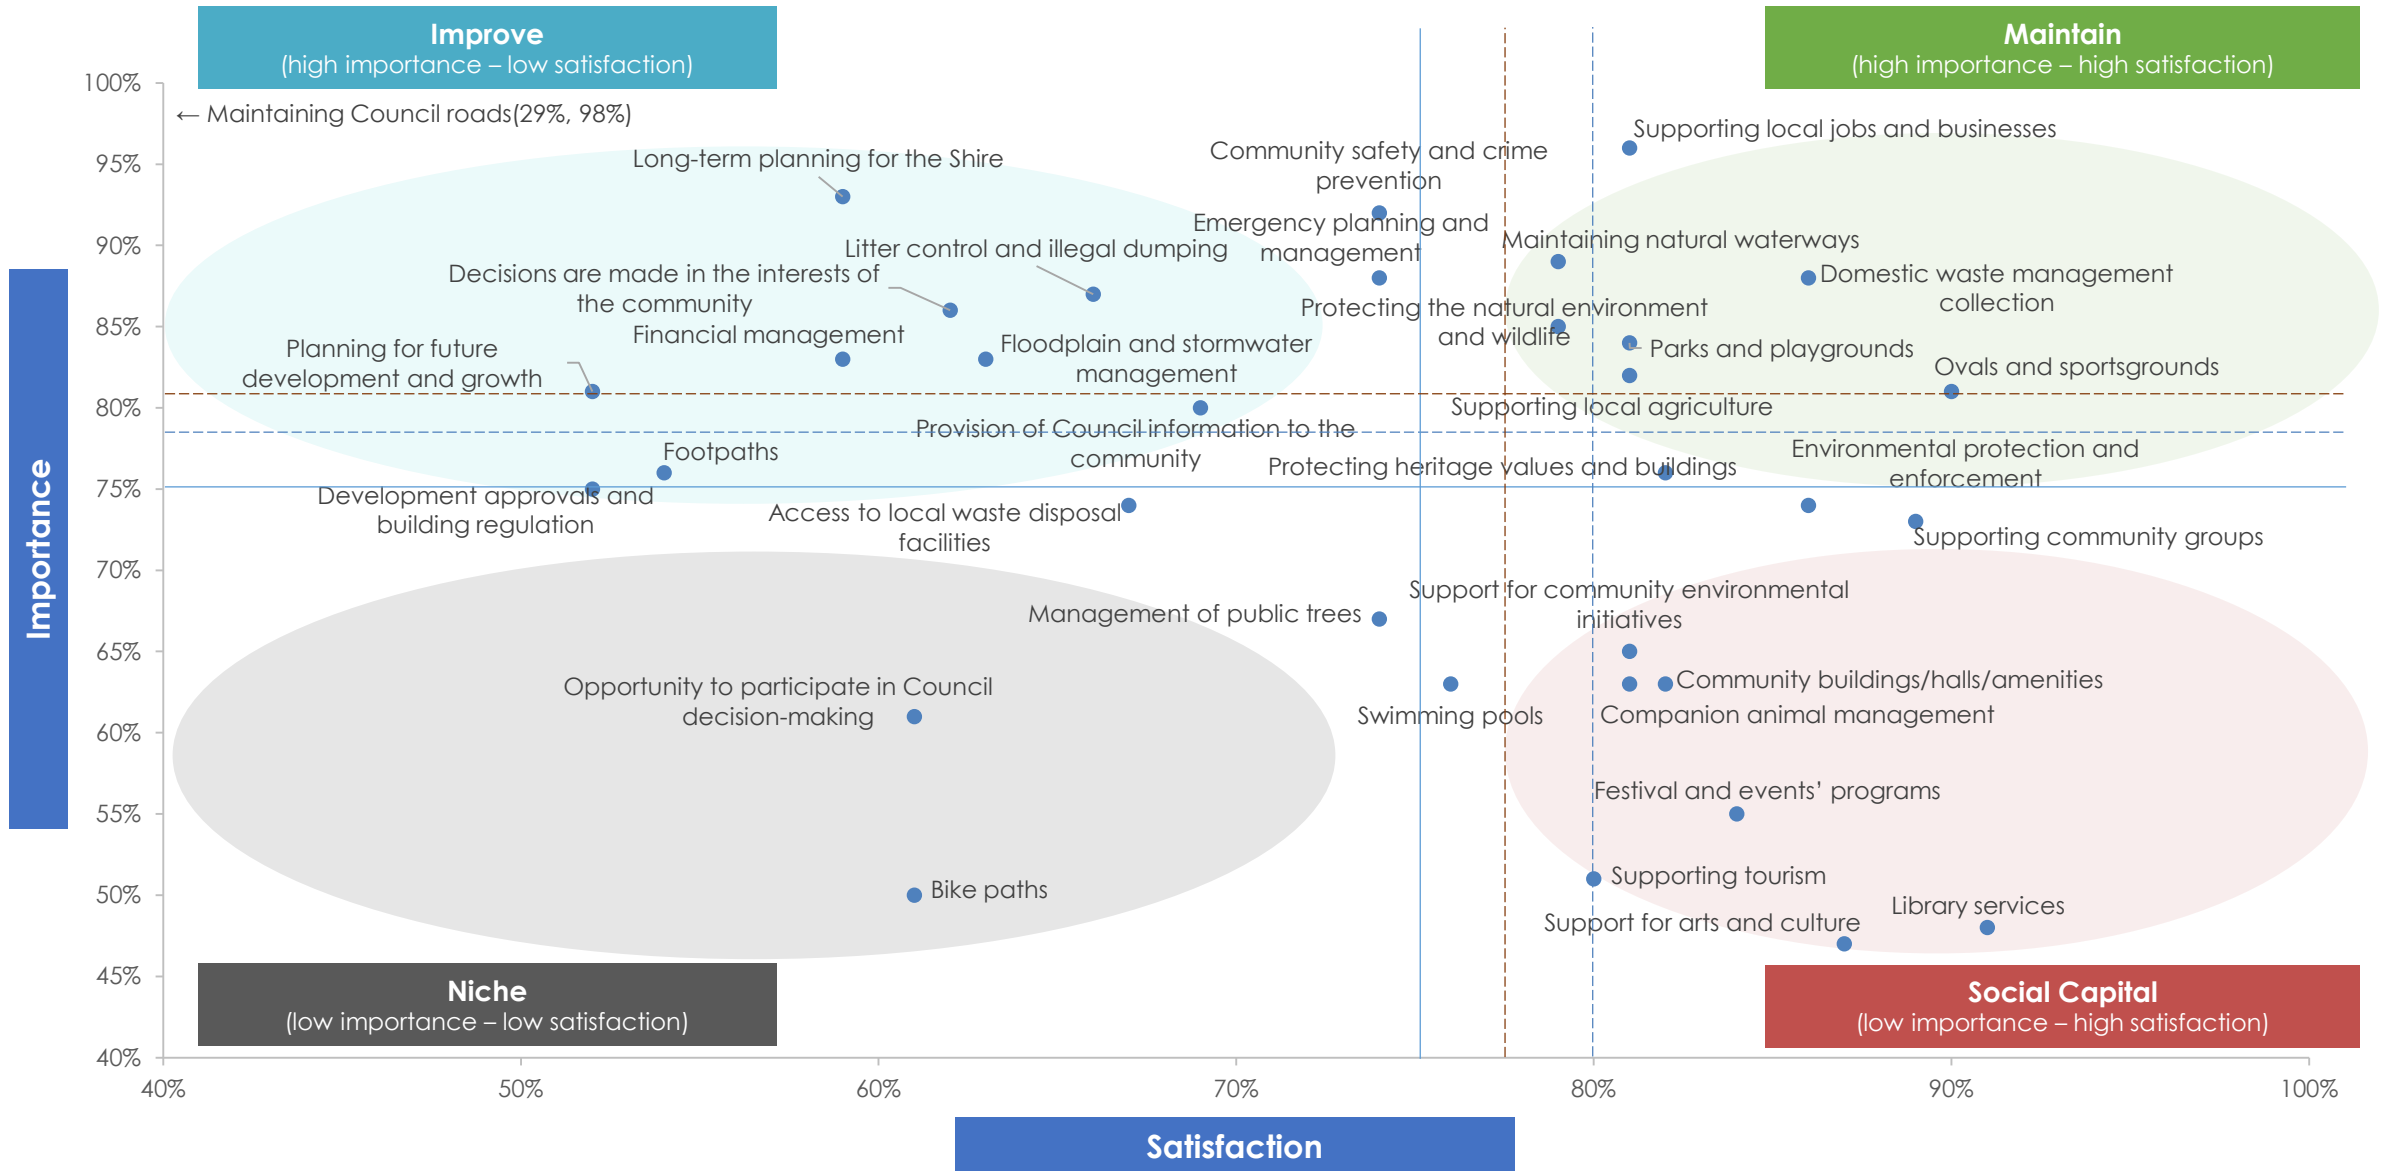 Improve
(high importance – low satisfaction)
Maintain
(high importance – high satisfaction)
100%
95%
90%
85%
80%
75%
70%
65%
60%
55%
50%
45%
40%
Importance
← Maintaining Council roads(29%, 98%)
Long-term planning for the Shire
Community safety and crime
prevention
Supporting local jobs and businesses
Emergency planning and
management
Litter control and illegal dumping
Maintaining natural waterways
Decisions are made in the interests of
the community
Domestic waste management
collection
Protecting the natural environment
and wildlife
Financial management
Floodplain and stormwater
management
Planning for future
development and growth
Parks and playgrounds
Ovals and sportsgrounds
Supporting local agriculture
Provision of Council information to the
community
Footpaths
Protecting heritage values and buildings
Environmental protection and
enforcement
Development approvals and
building regulation
Access to local waste disposal
facilities
Supporting community groups
Support for community environmental
initiatives
Management of public trees
Opportunity to participate in Council
decision-making
Community buildings/halls/amenities
Swimming pools
Companion animal management
Festival and events’ programs
Bike paths
Supporting tourism
Library services
Support for arts and culture
Niche
(low importance – low satisfaction)
Social Capital
(low importance – high satisfaction)
40%
50%
60%
70%
80%
90%
100%
Satisfaction